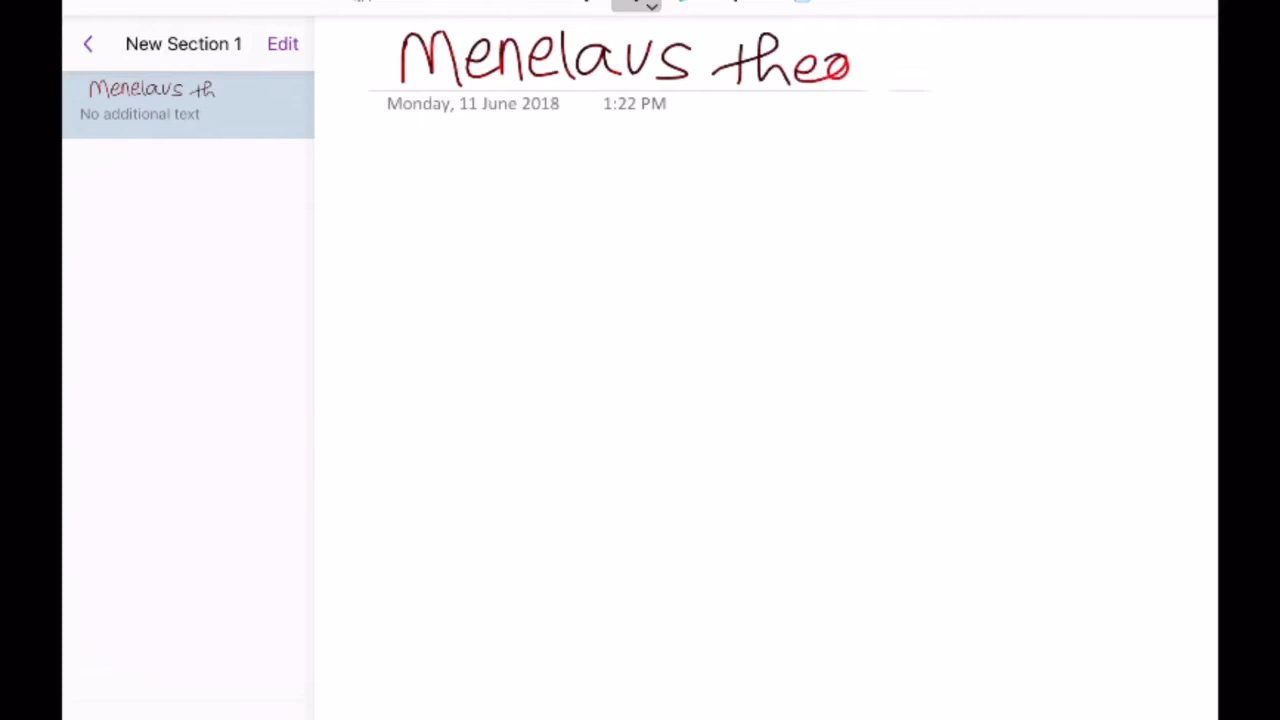 New Section 1 Edit
Menelaus th
No additional text
Menelaus theo
Monday, 11 June 2018 1:22 PM